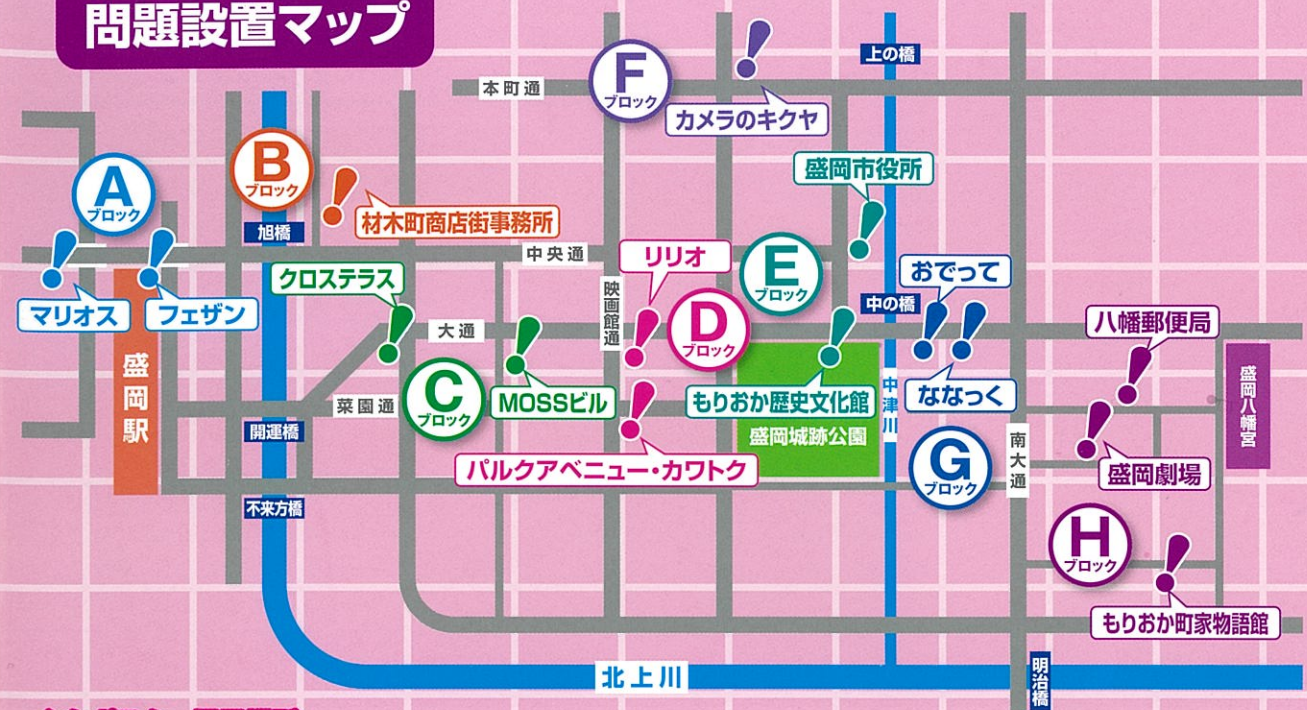 問題設置マップ
上の橋
本町通
F
ブロック
カメラのキクヤ
B
ブロック
A
ブロック
盛岡市役所
材木町商店街事務所
旭橋
中央通
リリオ
E
ブロック
おでって
クロステラス
マリオス
フェザン
映画館通
中の橋
大通
D
ブロック
八幡郵便局
盛岡駅
C
ブロック
MOSSビル
もりおか歴史文化館
中津川
ななっく
盛岡八幡宮
菜園通
開運橋
盛岡城跡公園
パルクアベニュー・カワトク
G
ブロック
南大通
盛岡劇場
不来方橋
H
ブロック
もりおか町家物語館
北上川
明治橋